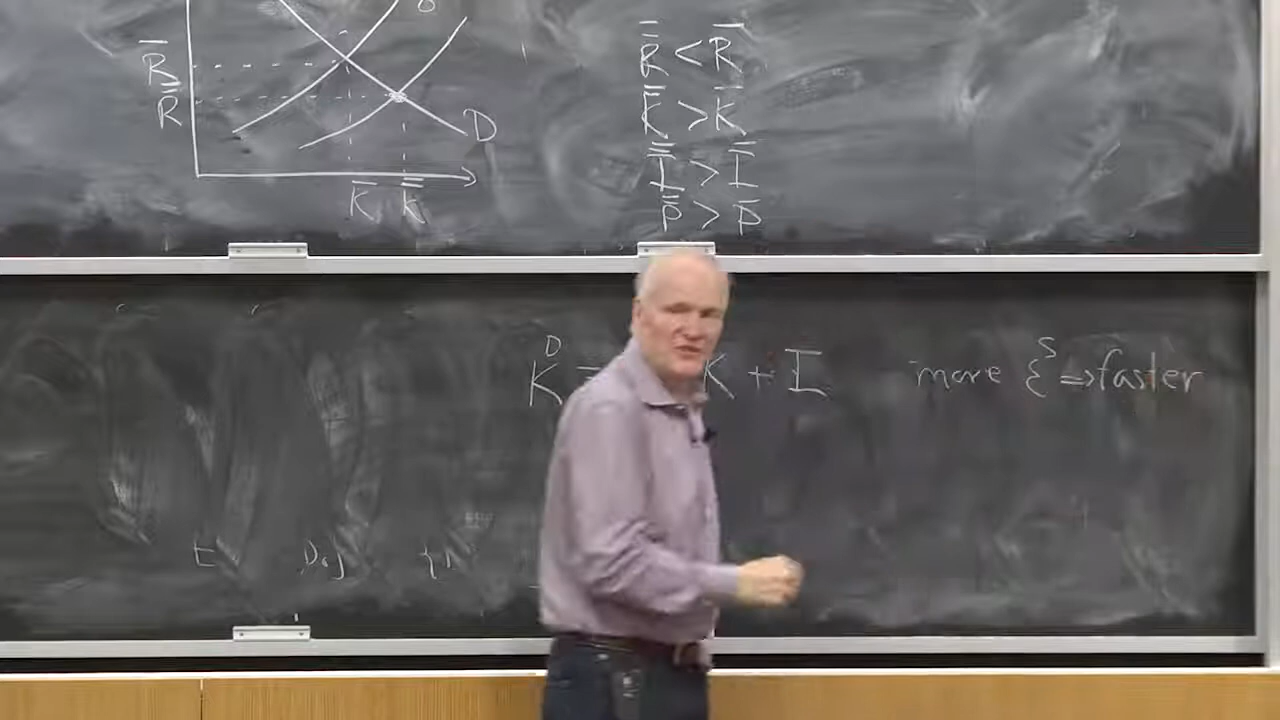 R̄
R̿
D
K̄ K̿
R̿ < R̄
K̿ > K̄
I̿ > Ī
P̿ > P̄
K + Ī
D
K
more { S ⇒ faster